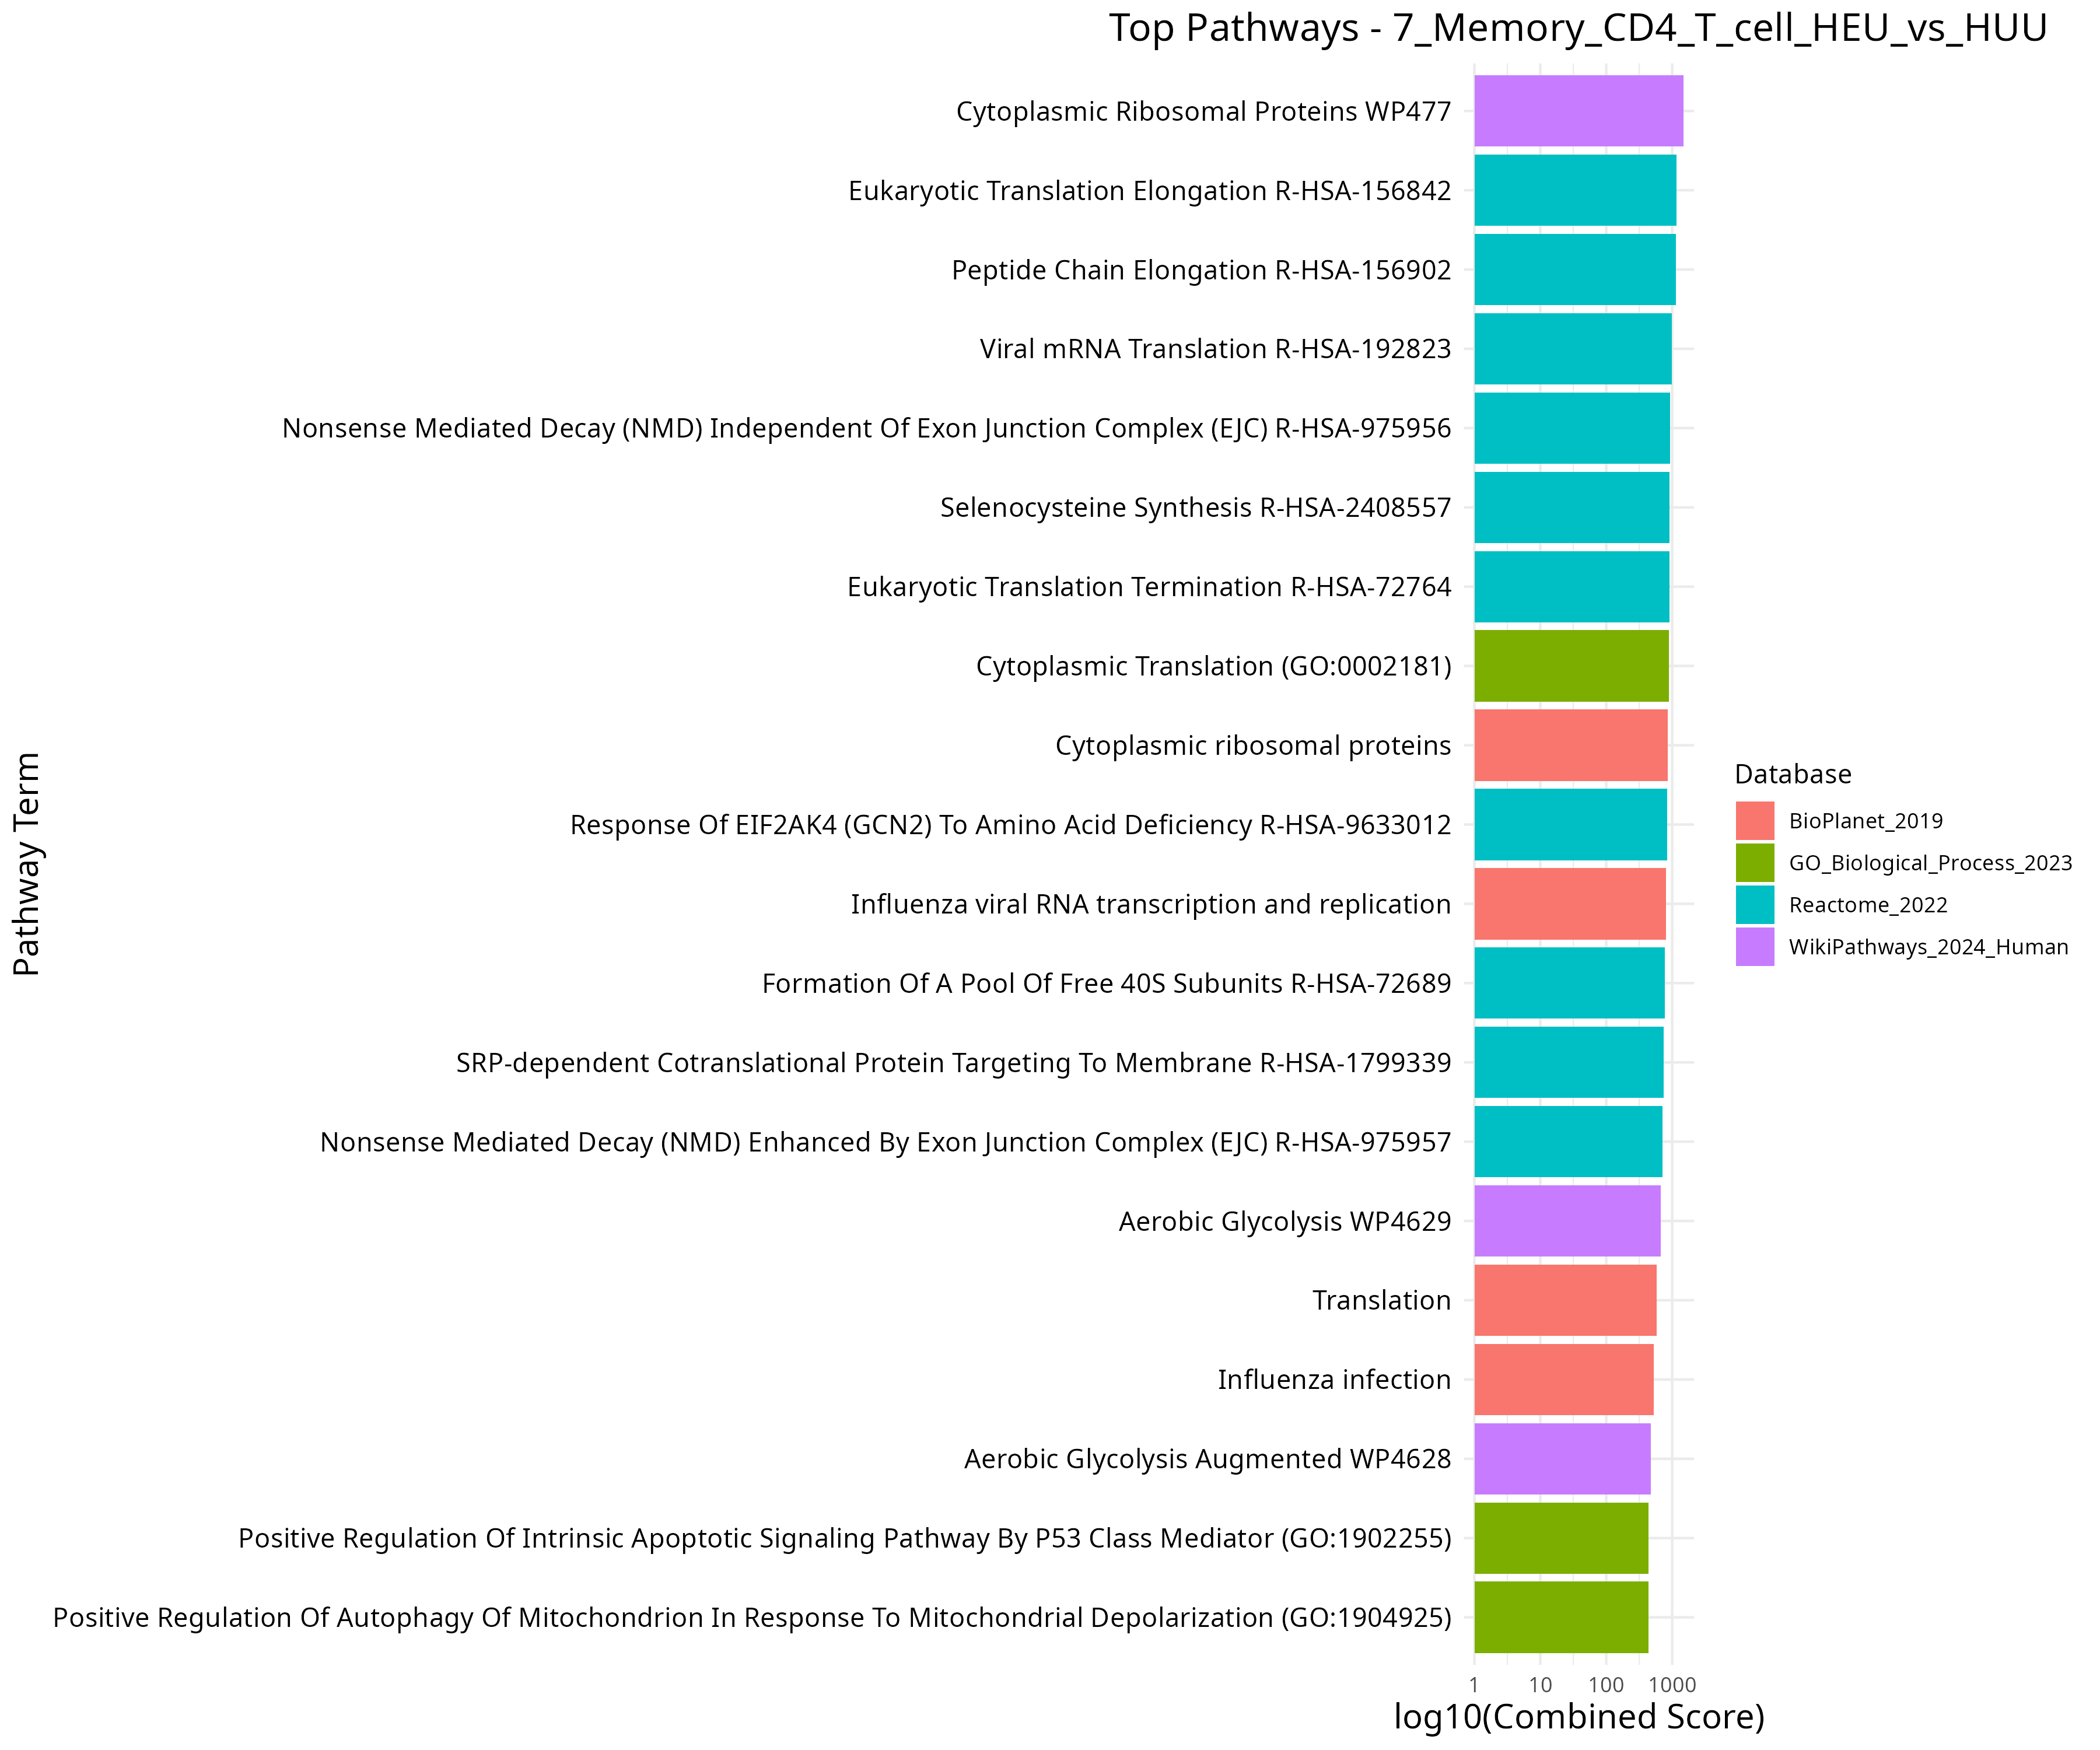 Top Pathways - 7_Memory_CD4_T_cell_HEU_vs_HUU
Pathway Term
Cytoplasmic Ribosomal Proteins WP477
Eukaryotic Translation Elongation R-HSA-156842
Peptide Chain Elongation R-HSA-156902
Viral mRNA Translation R-HSA-192823
Nonsense Mediated Decay (NMD) Independent Of Exon Junction Complex (EJC) R-HSA-975956
Selenocysteine Synthesis R-HSA-2408557
Eukaryotic Translation Termination R-HSA-72764
Cytoplasmic Translation (GO:0002181)
Cytoplasmic ribosomal proteins
Response Of EIF2AK4 (GCN2) To Amino Acid Deficiency R-HSA-9633012
Influenza viral RNA transcription and replication
Formation Of A Pool Of Free 40S Subunits R-HSA-72689
SRP-dependent Cotranslational Protein Targeting To Membrane R-HSA-1799339
Nonsense Mediated Decay (NMD) Enhanced By Exon Junction Complex (EJC) R-HSA-975957
Aerobic Glycolysis WP4629
Translation
Influenza infection
Aerobic Glycolysis Augmented WP4628
Positive Regulation Of Intrinsic Apoptotic Signaling Pathway By P53 Class Mediator (GO:1902255)
Positive Regulation Of Autophagy Of Mitochondrion In Response To Mitochondrial Depolarization (GO:1904925)
1 10 100 1000
log10(Combined Score)
Database
BioPlanet_2019
GO_Biological_Process_2023
Reactome_2022
WikiPathways_2024_Human